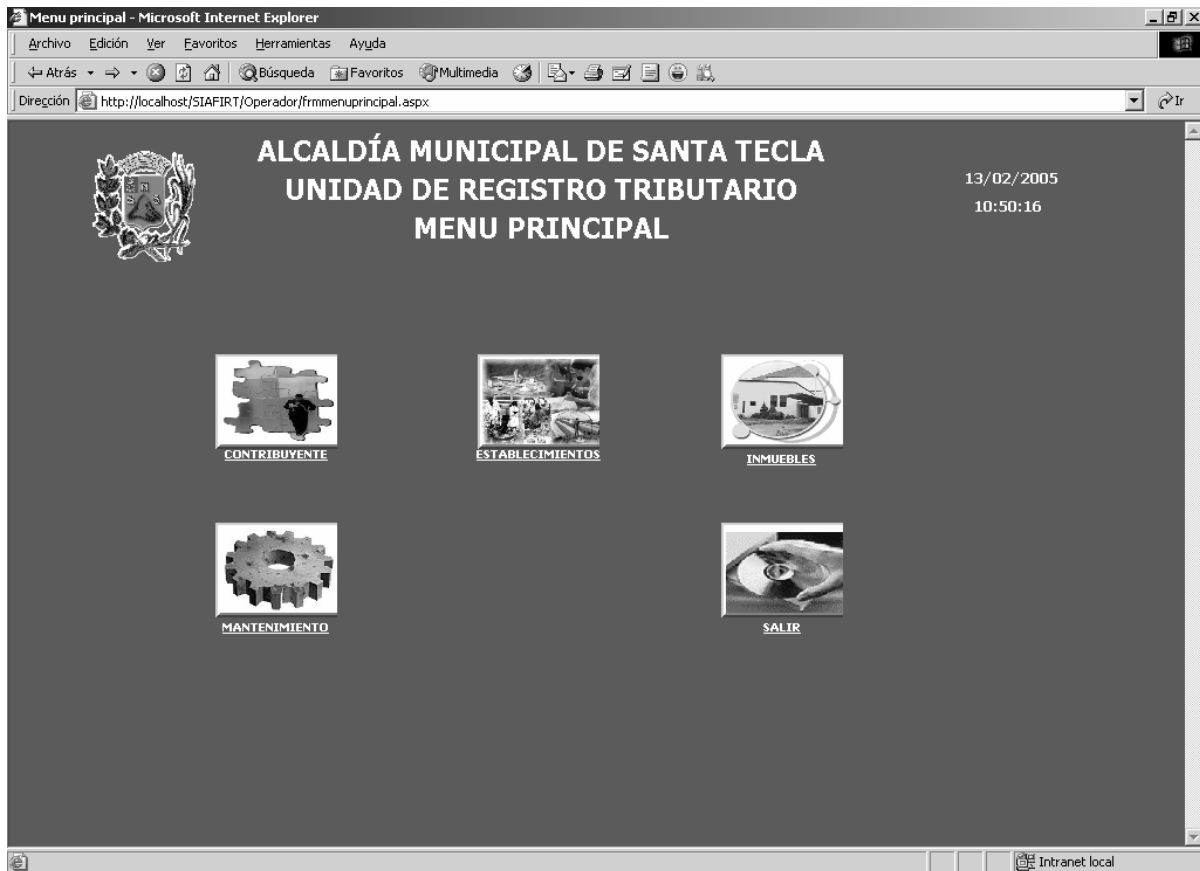 Menu principal - Microsoft Internet Explorer
Archivo Edición Ver Favoritos Herramientas Ayuda
Atrás Búsqueda Favoritos Multimedia
Dirección http://localhost/SIAFIRT/Operador/frmmenuprincipal.aspx Ir
ALCALDÍA MUNICIPAL DE SANTA TECLA
UNIDAD DE REGISTRO TRIBUTARIO
MENU PRINCIPAL
13/02/2005
10:50:16
CONTRIBUYENTE
ESTABLECIMIENTOS
INMUEBLES
MANTENIMIENTO
SALIR
Intranet local